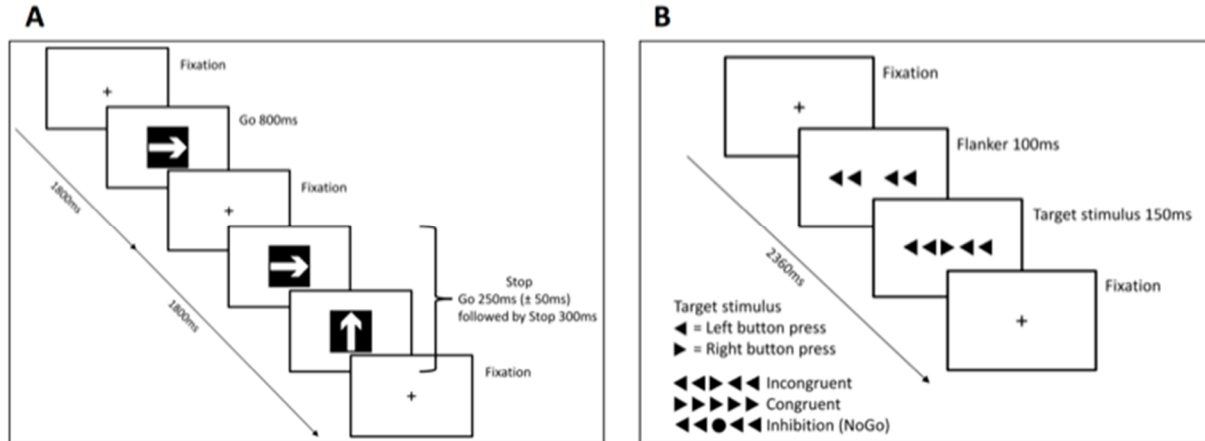 A
Fixation
Go 800ms
Fixation
1800ms
Stop
Go 250ms (± 50ms)
followed by Stop 300ms
1800ms
Fixation
B
Fixation
Flanker 100ms
Target stimulus 150ms
2360ms
Fixation
Target stimulus
= Left button press
= Right button press
Incongruent
Congruent
Inhibition (NoGo)